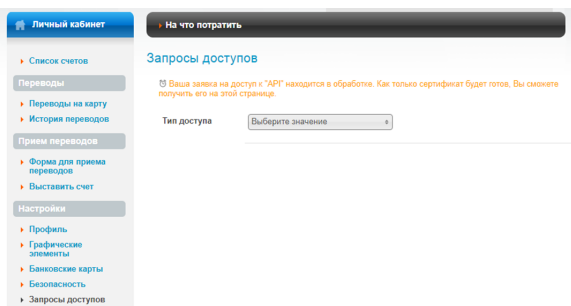 Личный кабинет
Список счетов
Переводы
Переводы на карту
История переводов
Прием переводов
Форма для приема
переводов
Выставить счет
Настройки
Профиль
Графические
элементы
Банковские карты
Безопасность
Запросы доступов
На что потратить
Запросы доступов
Ваша заявка на доступ к "API" находится в обработке. Как только сертификат будет готов, Вы сможете
получить его на этой странице.
Тип доступа
Выберите значение